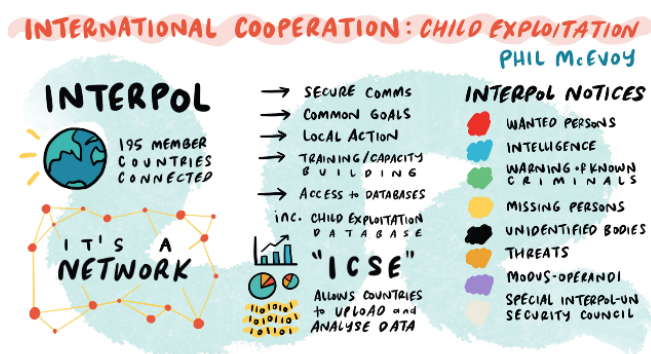 INTERNATIONAL COOPERATION: CHILD EXPLOITATION
PHIL McEVOY
INTERPOL
195 MEMBER
COUNTRIES
CONNECTED
IT'S A
NETWORK
→ SECURE COMMS
→ COMMON GOALS
→ LOCAL ACTION
→ TRAINING/CAPACITY
BUILDING
→ ACCESS to DATABASES
inc. CHILD EXPLOITATION
DATABASE
"ICSE"
ALLOWS COUNTRIES
to UPLOAD and
ANALYSE DATA
INTERPOL NOTICES
WANTED PERSONS
INTELLIGENCE
WARNING of KNOWN
CRIMINALS
MISSING PERSONS
UNIDENTIFIED BODIES
THREATS
MODUS-OPERANDI
SPECIAL INTERPOL-UN
SECURITY COUNCIL